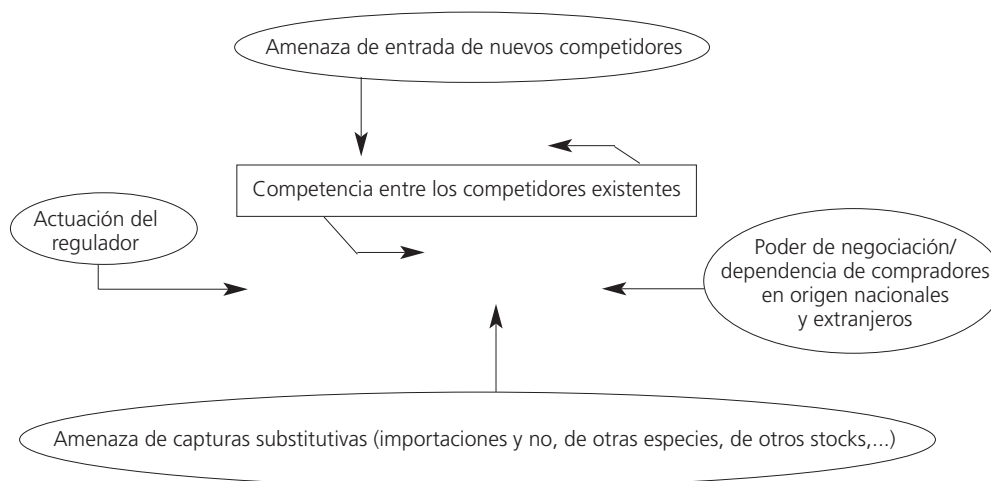 Amenaza de entrada de nuevos competidores
Competencia entre los competidores existentes
Actuación del
regulador
Poder de negociación/
dependencia de compradores
en origen nacionales
y extranjeros
Amenaza de capturas substitutivas (importaciones y no, de otras especies, de otros stocks,...)